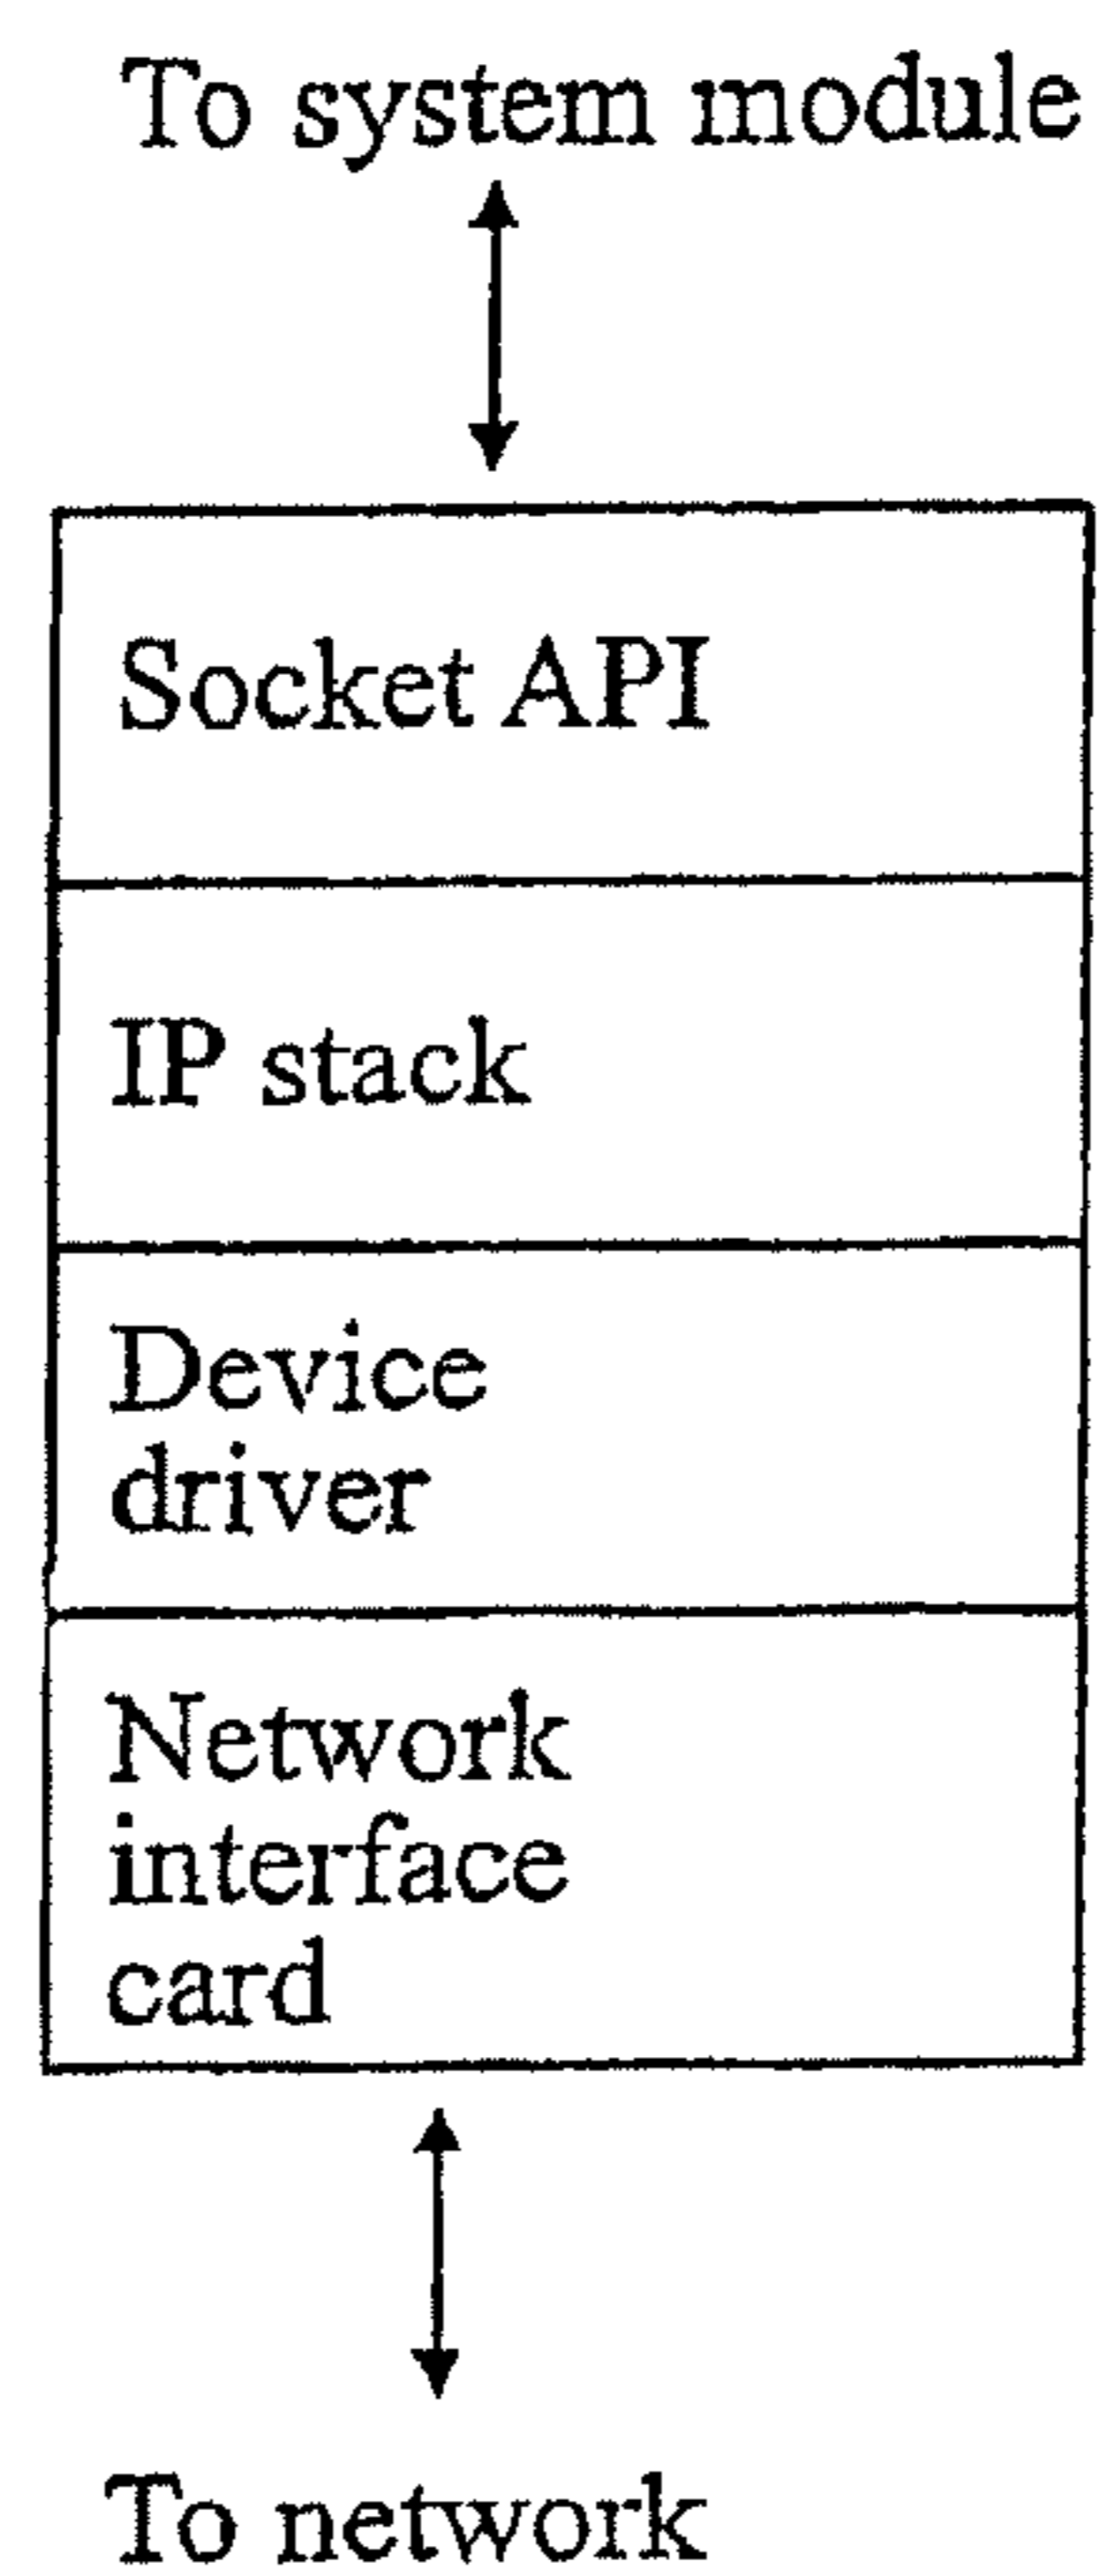 To system module
Socket API
IP stack
Device
driver
Network
interface
card
To network